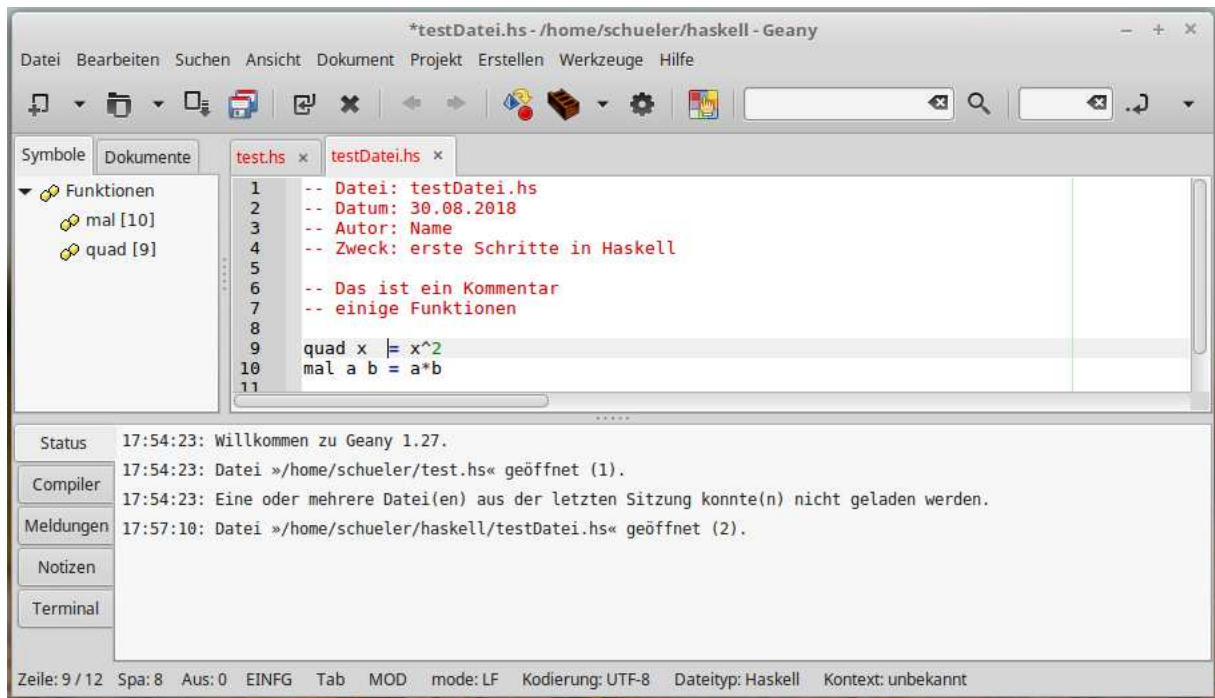 *testDatei.hs - /home/schueler/haskell - Geany
Datei Bearbeiten Suchen Ansicht Dokument Projekt Erstellen Werkzeuge Hilfe
Symbole Dokumente
test.hs × testDatei.hs ×
Funktionen
mal [10]
quad [9]
1 -- Datei: testDatei.hs
2 -- Datum: 30.08.2018
3 -- Autor: Name
4 -- Zweck: erste Schritte in Haskell
5
6 -- Das ist ein Kommentar
7 -- einige Funktionen
8
9 quad x  = x^2
10 mal a b = a*b
11
Status
Compiler
Meldungen
Notizen
Terminal
17:54:23: Willkommen zu Geany 1.27.
17:54:23: Datei »/home/schueler/test.hs« geöffnet (1).
17:54:23: Eine oder mehrere Datei(en) aus der letzten Sitzung konnte(n) nicht geladen werden.
17:57:10: Datei »/home/schueler/haskell/testDatei.hs« geöffnet (2).
Zeile: 9 / 12 Spa: 8 Aus: 0 EINFG Tab MOD mode: LF Kodierung: UTF-8 Dateityp: Haskell Kontext: unbekannt